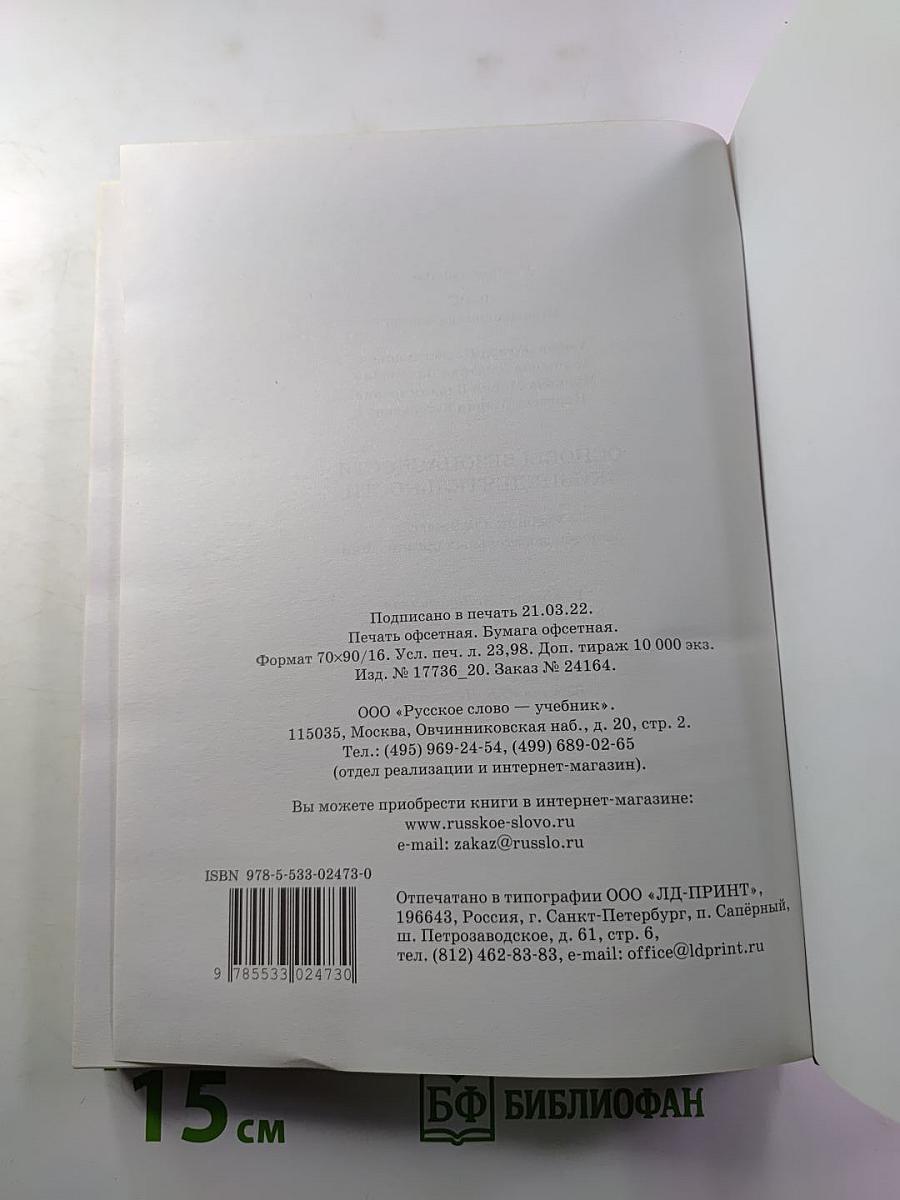 Подписано в печать 21.03.22.
Печать офсетная. Бумага офсетная.
Формат 70×90/16. Усл. печ. л. 23,98. Доп. тираж 10 000 экз.
Изд. № 17736_20. Заказ № 24164.
ООО «Русское слово — учебник».
115035, Москва, Овчинниковская наб., д. 20, стр. 2.
Тел.: (495) 969-24-54, (499) 689-02-65
(отдел реализации и интернет-магазин).
Вы можете приобрести книги в интернет-магазине:
www.russkoe-slovo.ru
e-mail: zakaz@russlo.ru
ISBN 978-5-533-02473-0
9 785533 024730
Отпечатано в типографии ООО «ЛД-ПРИНТ»,
196643, Россия, г. Санкт-Петербург, п. Сапёрный,
ш. Петрозаводское, д. 61, стр. 6,
тел. (812) 462-83-83, e-mail: office@ldprint.ru
15 см
БФ БИБЛИОФАН